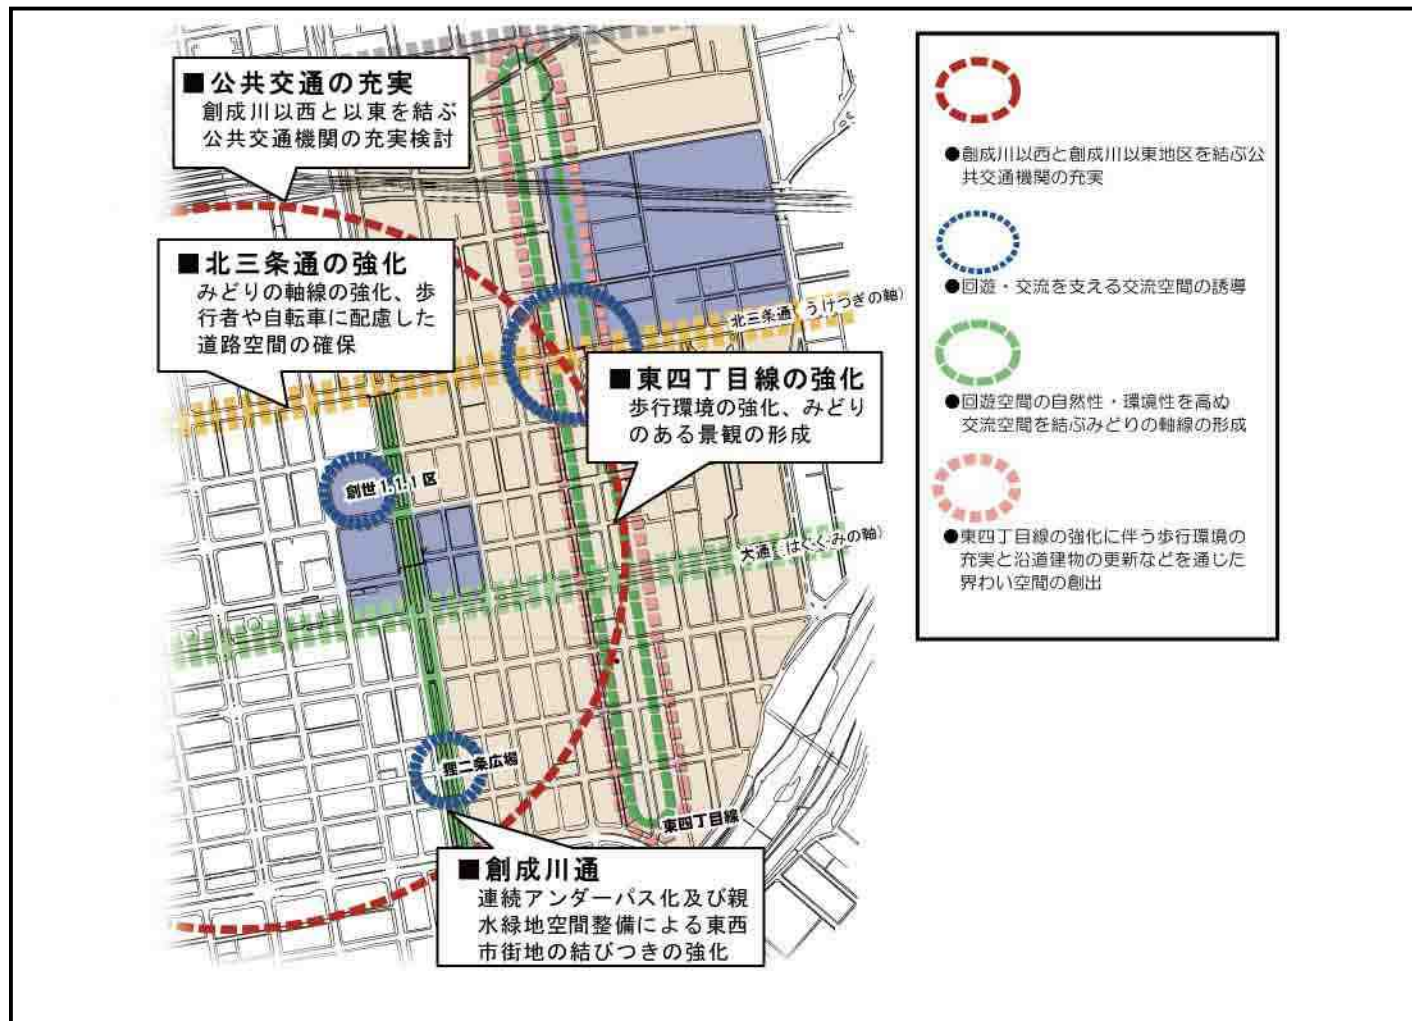 ■公共交通の充実
創成川以西と以東を結ぶ
公共交通機関の充実検討
■北三条通の強化
みどりの軸線の強化、歩
行者や自転車に配慮した
道路空間の確保
北三条通(うけつぎの軸)
■東四丁目線の強化
歩行環境の強化、みどり
のある景観の形成
創世1.1.1区
大通(はぐくみの軸)
狸二条広場
東四丁目線
■創成川通
連続アンダーパス化及び親
水緑地空間整備による東西
市街地の結びつきの強化
●創成川以西と創成川以東地区を結ぶ公
共交通機関の充実
●回遊・交流を支える交流空間の誘導
●回遊空間の自然性・環境性を高め
交流空間を結ぶみどりの軸線の形成
●東四丁目線の強化に伴う歩行環境の
充実と沿道建物の更新などを通じた
界わい空間の創出